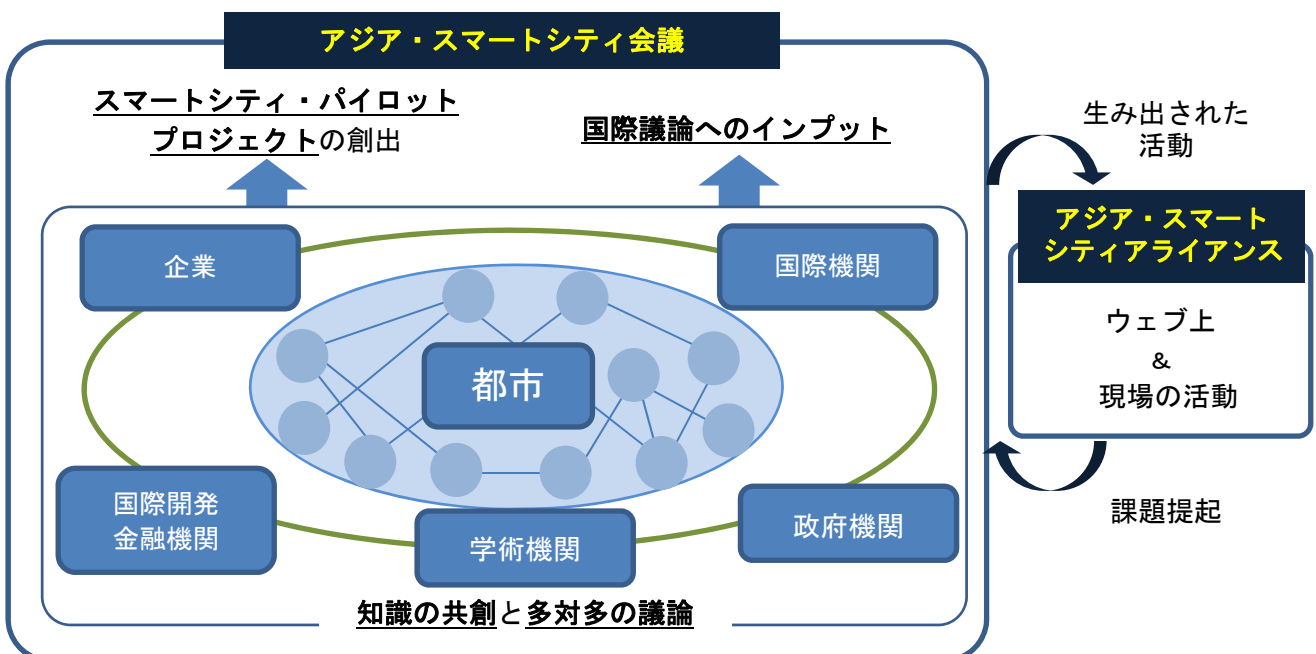 アジア・スマートシティ会議
スマートシティ・パイロット
プロジェクトの創出
国際議論へのインプット
企業
国際機関
都市
国際開発
金融機関
学術機関
政府機関
知識の共創と多対多の議論
生み出された
活動
アジア・スマート
シティアライアンス
ウェブ上
&
現場の活動
課題提起